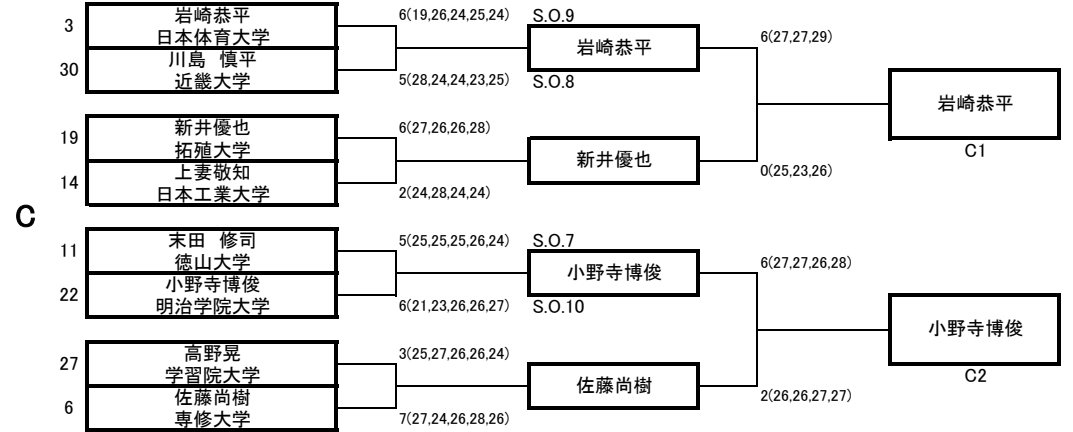 3
岩崎恭平
日本体育大学
6(19,26,24,25,24)
S.O.9
30
川島　慎平
近畿大学
5(28,24,24,23,25)
S.O.8
岩崎恭平
6(27,27,29)
19
新井優也
拓殖大学
6(27,26,26,28)
14
上妻敬知
日本工業大学
2(24,28,24,24)
新井優也
0(25,23,26)
岩崎恭平
C1
C
11
末田　修司
徳山大学
5(25,25,25,26,24)
S.O.7
22
小野寺博俊
明治学院大学
6(21,23,26,26,27)
S.O.10
小野寺博俊
6(27,27,26,28)
27
高野晃
学習院大学
3(25,27,26,26,24)
6
佐藤尚樹
専修大学
7(27,24,26,28,26)
佐藤尚樹
2(26,26,27,27)
小野寺博俊
C2